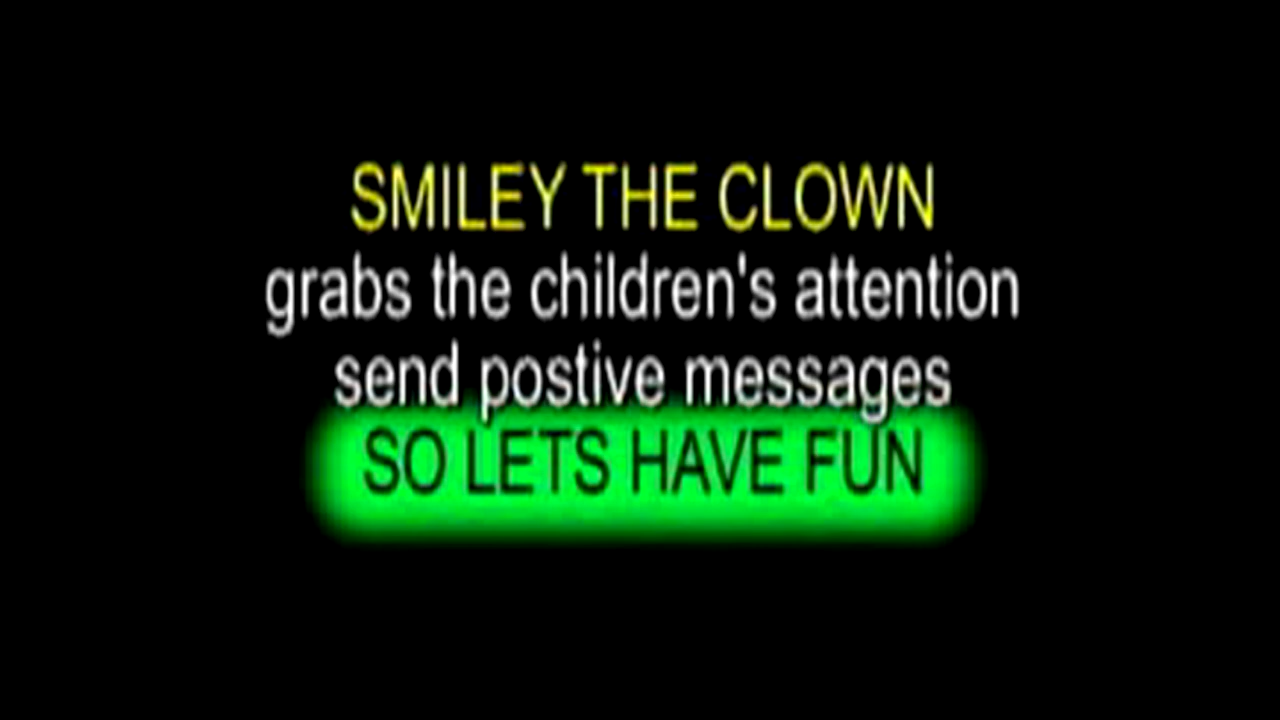 SMILEY THE CLOWN
grabs the children's attention
send postive messages
SO LETS HAVE FUN